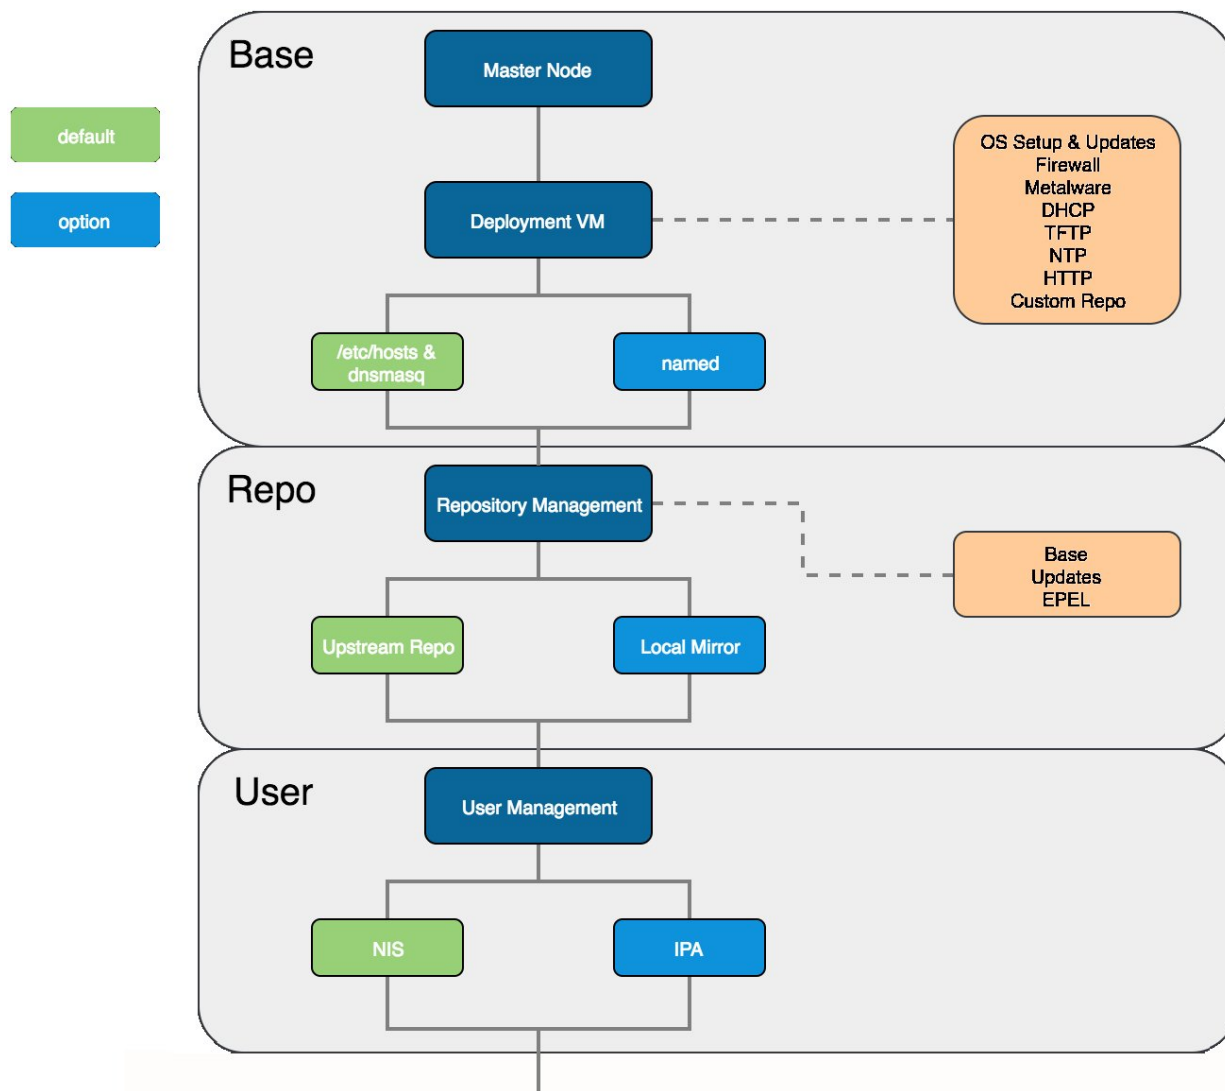 Base
Master Node
default
option
Deployment VM
OS Setup & Updates
Firewall
Metalware
DHCP
TFTP
NTP
HTTP
Custom Repo
/etc/hosts &
dnsmasq
named
Repo
Repository Management
Base
Updates
EPEL
Upstream Repo
Local Mirror
User
User Management
NIS
IPA